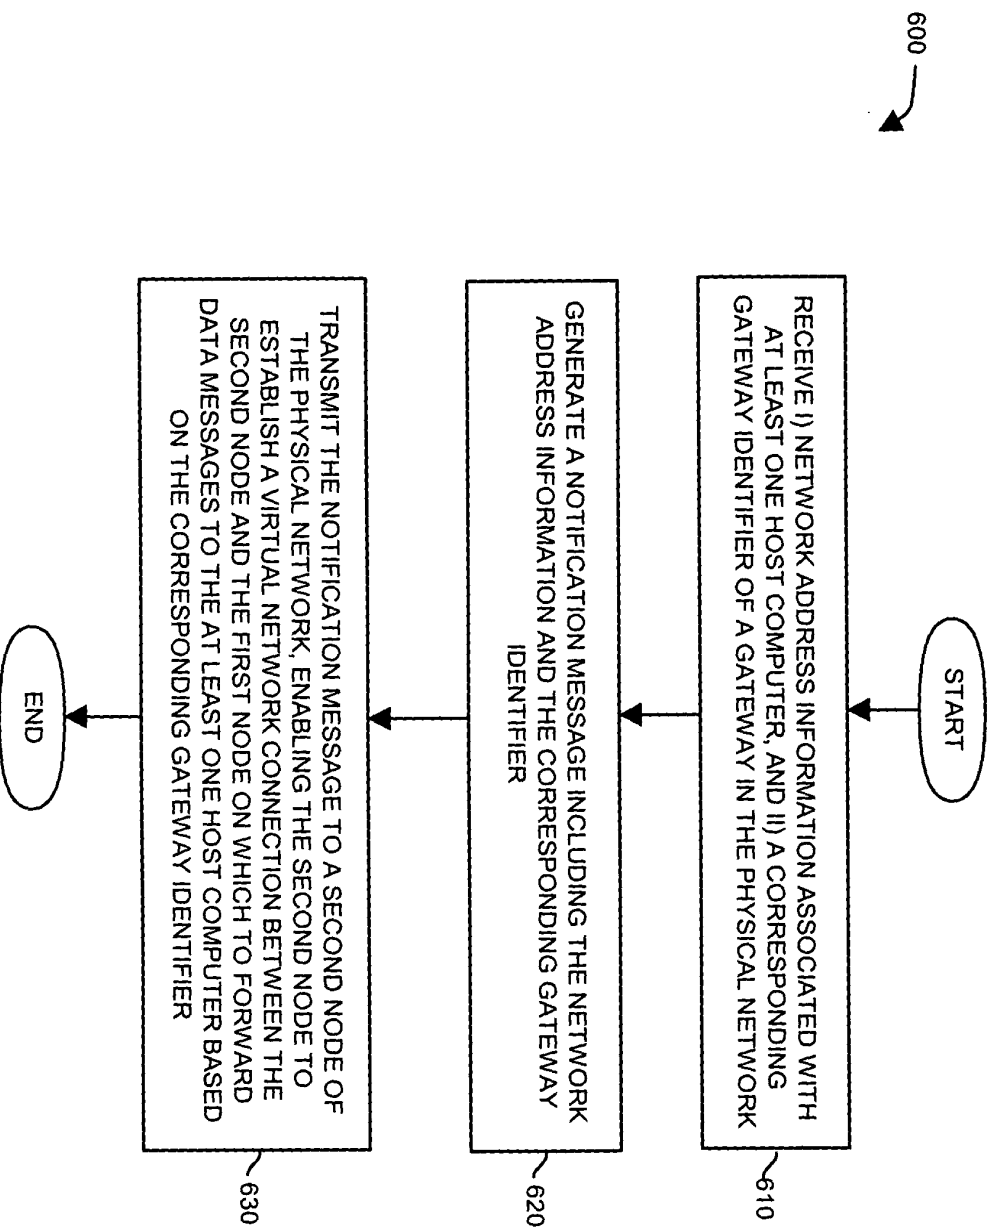 600
START
RECEIVE I) NETWORK ADDRESS INFORMATION ASSOCIATED WITH
AT LEAST ONE HOST COMPUTER, AND II) A CORRESPONDING
GATEWAY IDENTIFIER OF A GATEWAY IN THE PHYSICAL NETWORK
610
GENERATE A NOTIFICATION MESSAGE INCLUDING THE NETWORK
ADDRESS INFORMATION AND THE CORRESPONDING GATEWAY
IDENTIFIER
620
TRANSMIT THE NOTIFICATION MESSAGE TO A SECOND NODE OF
THE PHYSICAL NETWORK, ENABLING THE SECOND NODE TO
ESTABLISH A VIRTUAL NETWORK CONNECTION BETWEEN THE
SECOND NODE AND THE FIRST NODE ON WHICH TO FORWARD
DATA MESSAGES TO THE AT LEAST ONE HOST COMPUTER BASED
ON THE CORRESPONDING GATEWAY IDENTIFIER
630
END